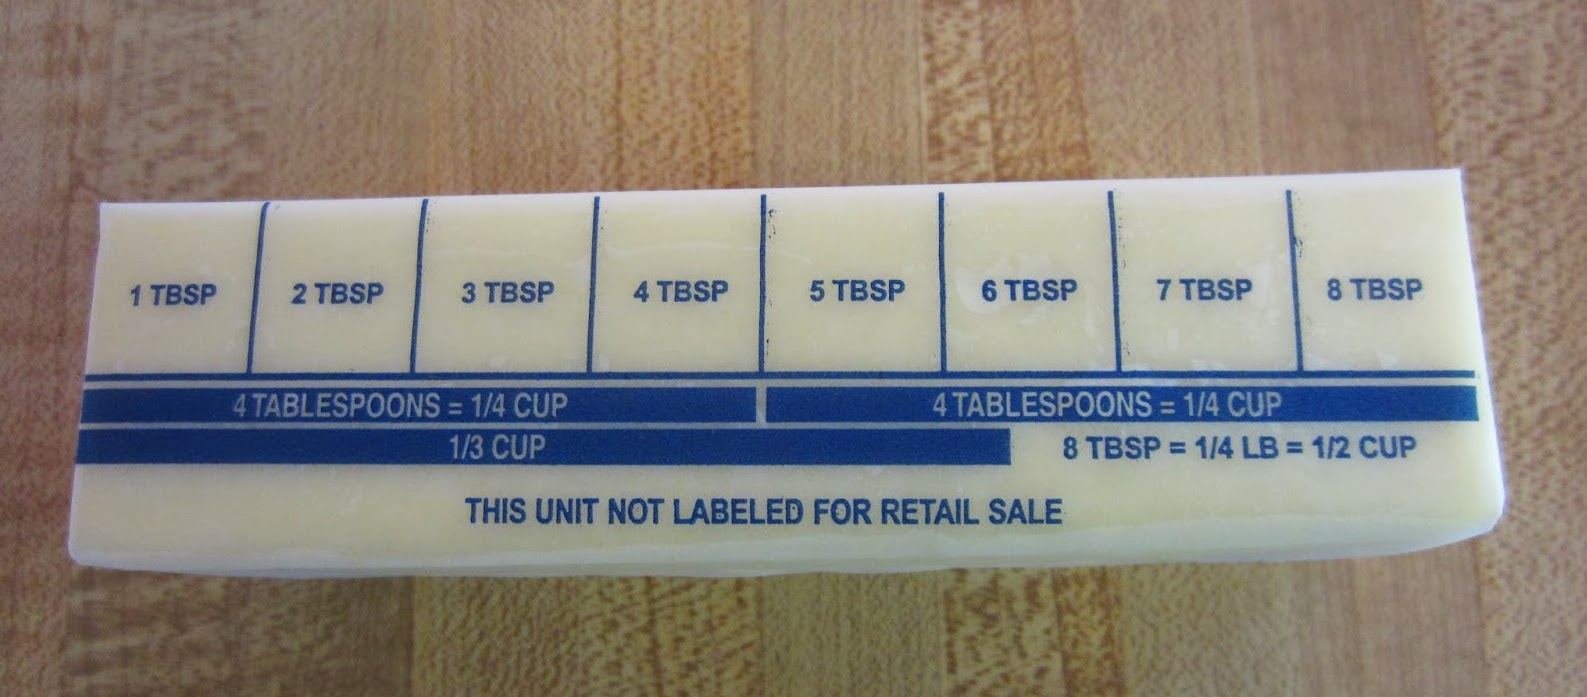 1 TBSP 2 TBSP 3 TBSP 4 TBSP 5 TBSP 6 TBSP 7 TBSP 8 TBSP
4 TABLESPOONS = 1/4 CUP 4 TABLESPOONS = 1/4 CUP
1/3 CUP 8 TBSP = 1/4 LB = 1/2 CUP
THIS UNIT NOT LABELED FOR RETAIL SALE